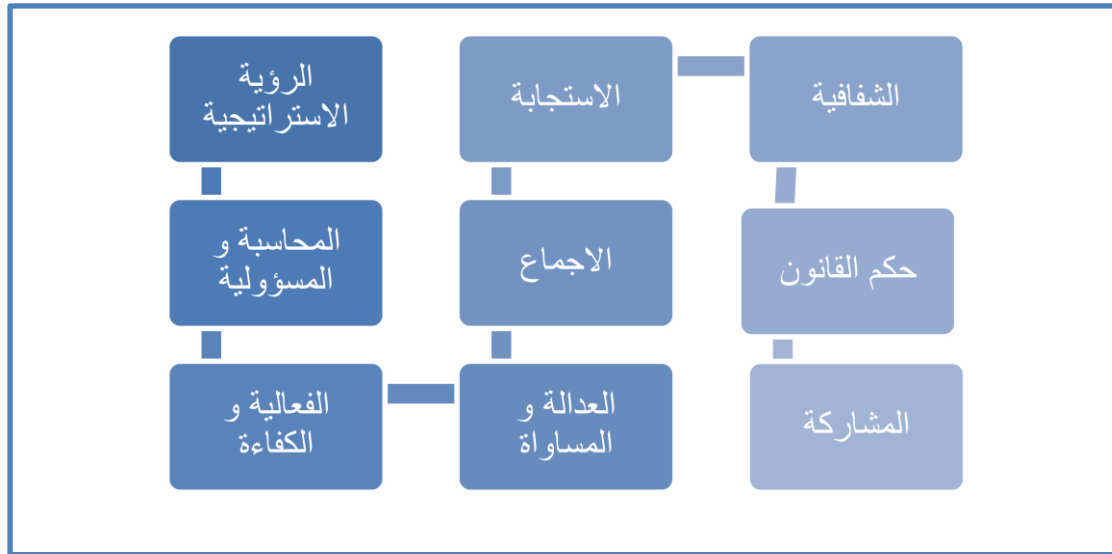 الشفافية
الاستجابة
الرؤية
الاستراتيجية
حكم القانون
الاجماع
المحاسبة و
المسؤولية
المشاركة
العدالة و
المساواة
الفعالية و
الكفاءة